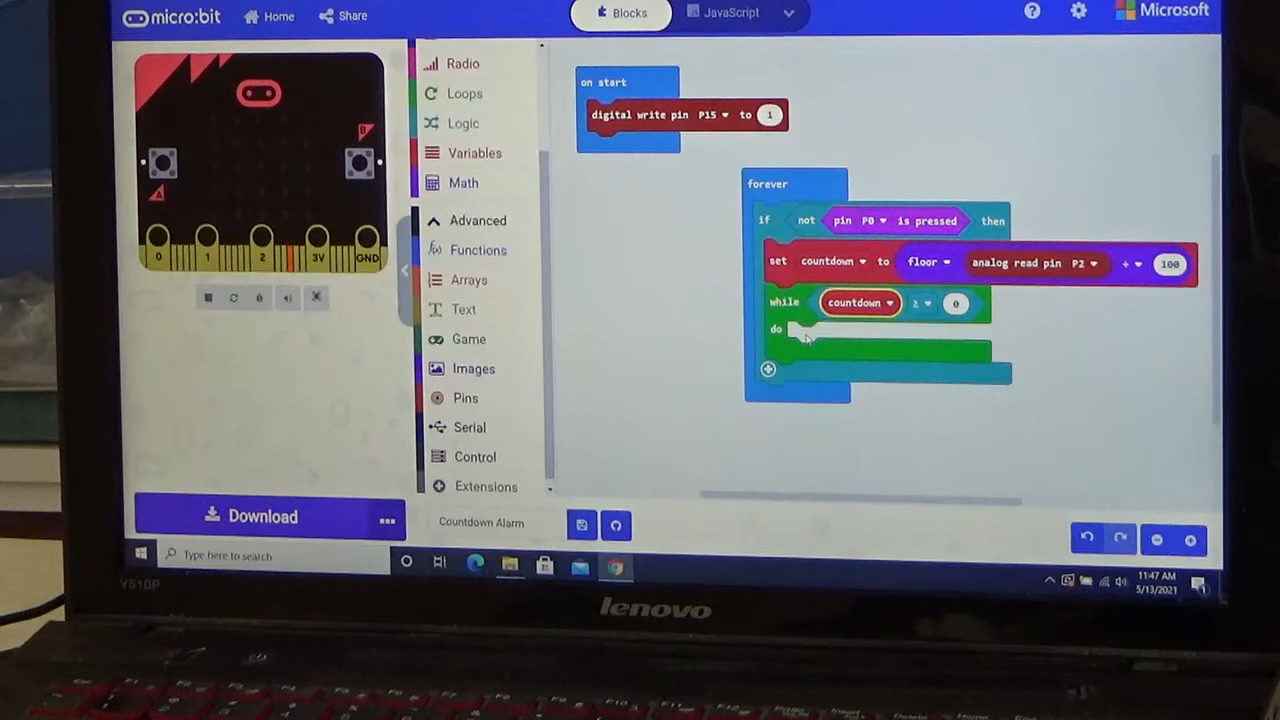 micro:bit
Home
Share
Blocks
JavaScript
?
Microsoft
B
A
0
1
2
3V
GND
Radio
Loops
Logic
Variables
Math
Advanced
Functions
Arrays
Text
Game
Images
Pins
Serial
Control
Extensions
on start
digital write pin P15 to 1
forever
if not pin P0 is pressed then
set countdown to floor analog read pin P2 ÷ 100
while countdown ≥ 0
do
Download
Countdown Alarm
Type here to search
11:47 AM
5/13/2021
Y510P
lenovo